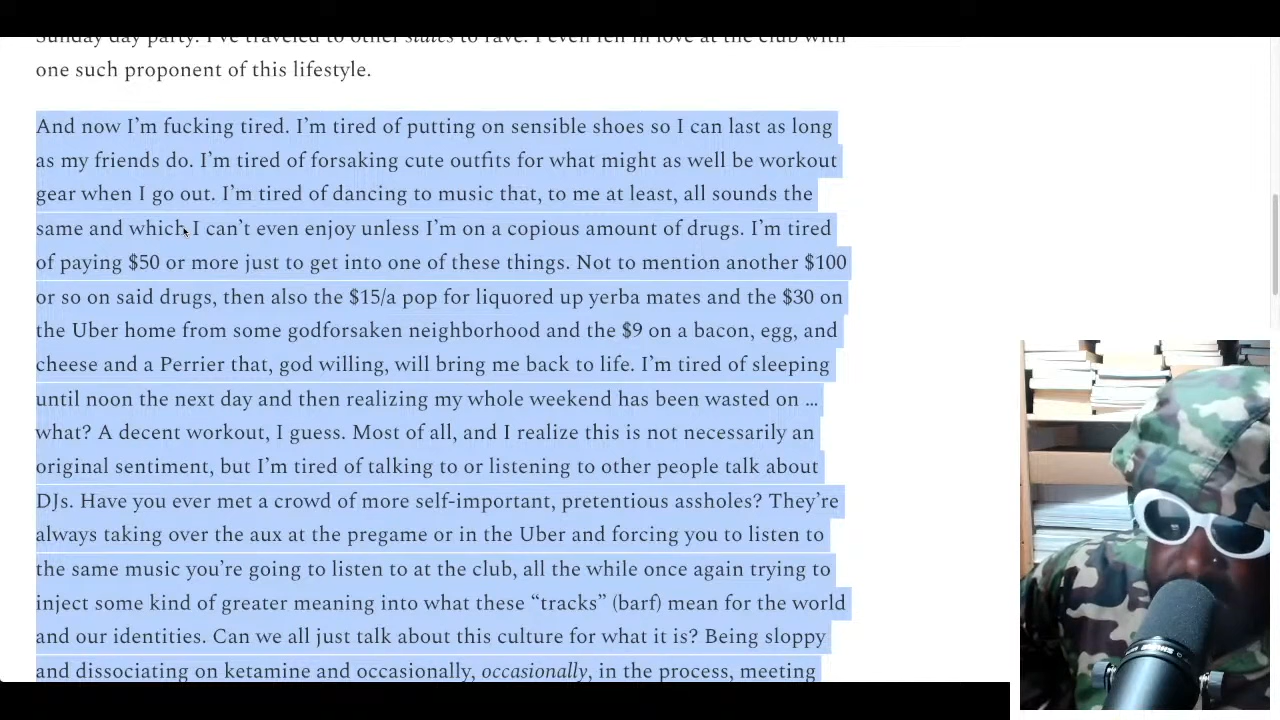 Sunday day party. I've traveled to other states to rave. I even fell in love at the club with
one such proponent of this lifestyle.
And now I’m fucking tired. I’m tired of putting on sensible shoes so I can last as long
as my friends do. I’m tired of forsaking cute outfits for what might as well be workout
gear when I go out. I’m tired of dancing to music that, to me at least, all sounds the
same and which I can’t even enjoy unless I’m on a copious amount of drugs. I’m tired
of paying $50 or more just to get into one of these things. Not to mention another $100
or so on said drugs, then also the $15/a pop for liquored up yerba mates and the $30 on
the Uber home from some godforsaken neighborhood and the $9 on a bacon, egg, and
cheese and a Perrier that, god willing, will bring me back to life. I’m tired of sleeping
until noon the next day and then realizing my whole weekend has been wasted on ...
what? A decent workout, I guess. Most of all, and I realize this is not necessarily an
original sentiment, but I’m tired of talking to or listening to other people talk about
DJs. Have you ever met a crowd of more self-important, pretentious assholes? They’re
always taking over the aux at the pregame or in the Uber and forcing you to listen to
the same music you’re going to listen to at the club, all the while once again trying to
inject some kind of greater meaning into what these “tracks” (barf) mean for the world
and our identities. Can we all just talk about this culture for what it is? Being sloppy
and dissociating on ketamine and occasionally, occasionally, in the process, meeting